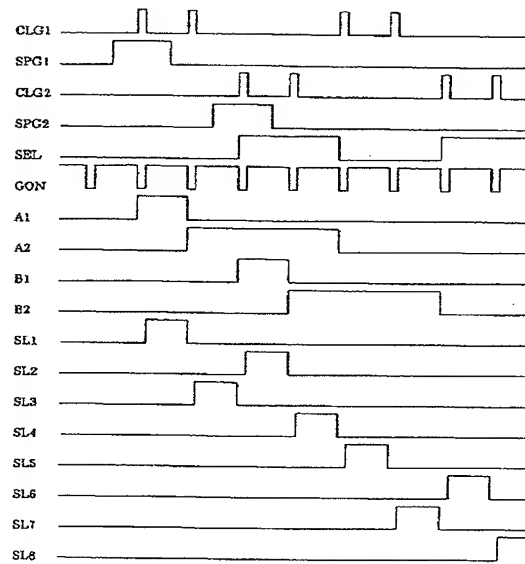 CLG1
SPG1
CLG2
SPG2
SEL
GON
A1
A2
B1
B2
SL1
SL2
SL3
SL4
SL5
SL6
SL7
SL8